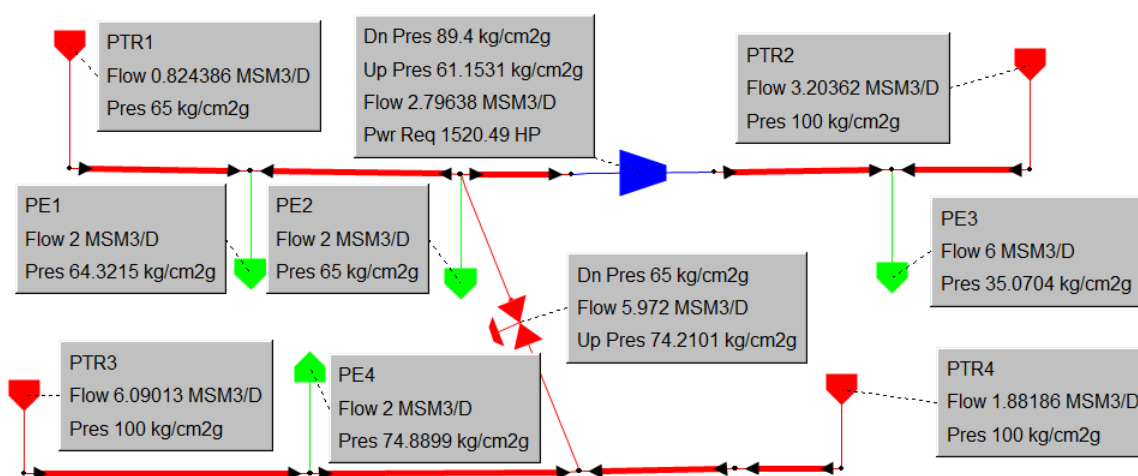 PTR1
Flow 0.824386 MSM3/D
Pres 65 kg/cm2g
Dn Pres 89.4 kg/cm2g
Up Pres 61.1531 kg/cm2g
Flow 2.79638 MSM3/D
Pwr Req 1520.49 HP
PTR2
Flow 3.20362 MSM3/D
Pres 100 kg/cm2g
PE1
Flow 2 MSM3/D
Pres 64.3215 kg/cm2g
PE2
Flow 2 MSM3/D
Pres 65 kg/cm2g
Dn Pres 65 kg/cm2g
Flow 5.972 MSM3/D
Up Pres 74.2101 kg/cm2g
PE3
Flow 6 MSM3/D
Pres 35.0704 kg/cm2g
PTR3
Flow 6.09013 MSM3/D
Pres 100 kg/cm2g
PE4
Flow 2 MSM3/D
Pres 74.8899 kg/cm2g
PTR4
Flow 1.88186 MSM3/D
Pres 100 kg/cm2g